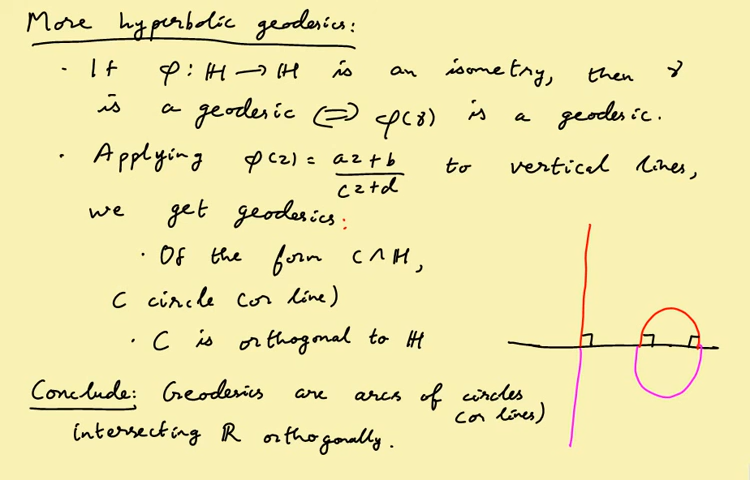 More hyperbolic geodesics:
· If φ: ℍ → ℍ is an isometry, then γ
is a geodesic ⟺ φ(γ) is a geodesic.
· Applying φ(z) = az+b / cz+d to vertical lines,
we get geodesics:
· Of the form C ∩ ℍ,
C circle (or line)
· C is orthogonal to ℍ
Conclude: Geodesics are arcs of circles
(or lines)
intersecting ℝ orthogonally.